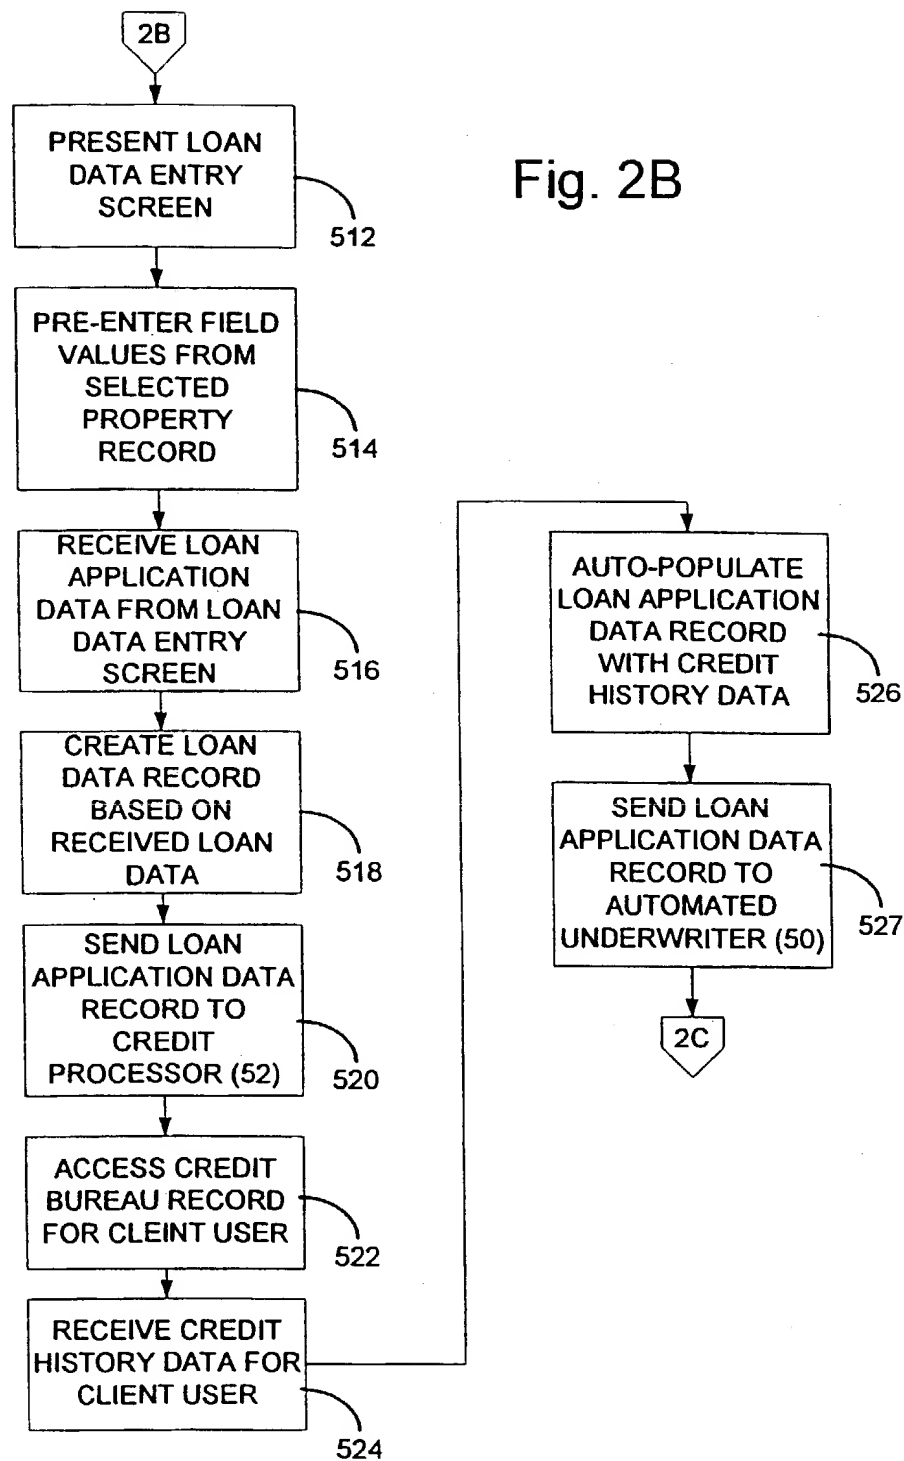 2B
PRESENT LOAN
DATA ENTRY
SCREEN
512
Fig. 2B
PRE-ENTER FIELD
VALUES FROM
SELECTED
PROPERTY
RECORD
514
RECEIVE LOAN
APPLICATION
DATA FROM LOAN
DATA ENTRY
SCREEN
516
CREATE LOAN
DATA RECORD
BASED ON
RECEIVED LOAN
DATA
518
SEND LOAN
APPLICATION DATA
RECORD TO
CREDIT
PROCESSOR (52)
520
ACCESS CREDIT
BUREAU RECORD
FOR CLEINT USER
522
RECEIVE CREDIT
HISTORY DATA FOR
CLIENT USER
524
AUTO-POPULATE
LOAN APPLICATION
DATA RECORD
WITH CREDIT
HISTORY DATA
526
SEND LOAN
APPLICATION DATA
RECORD TO
AUTOMATED
UNDERWRITER (50)
527
2C